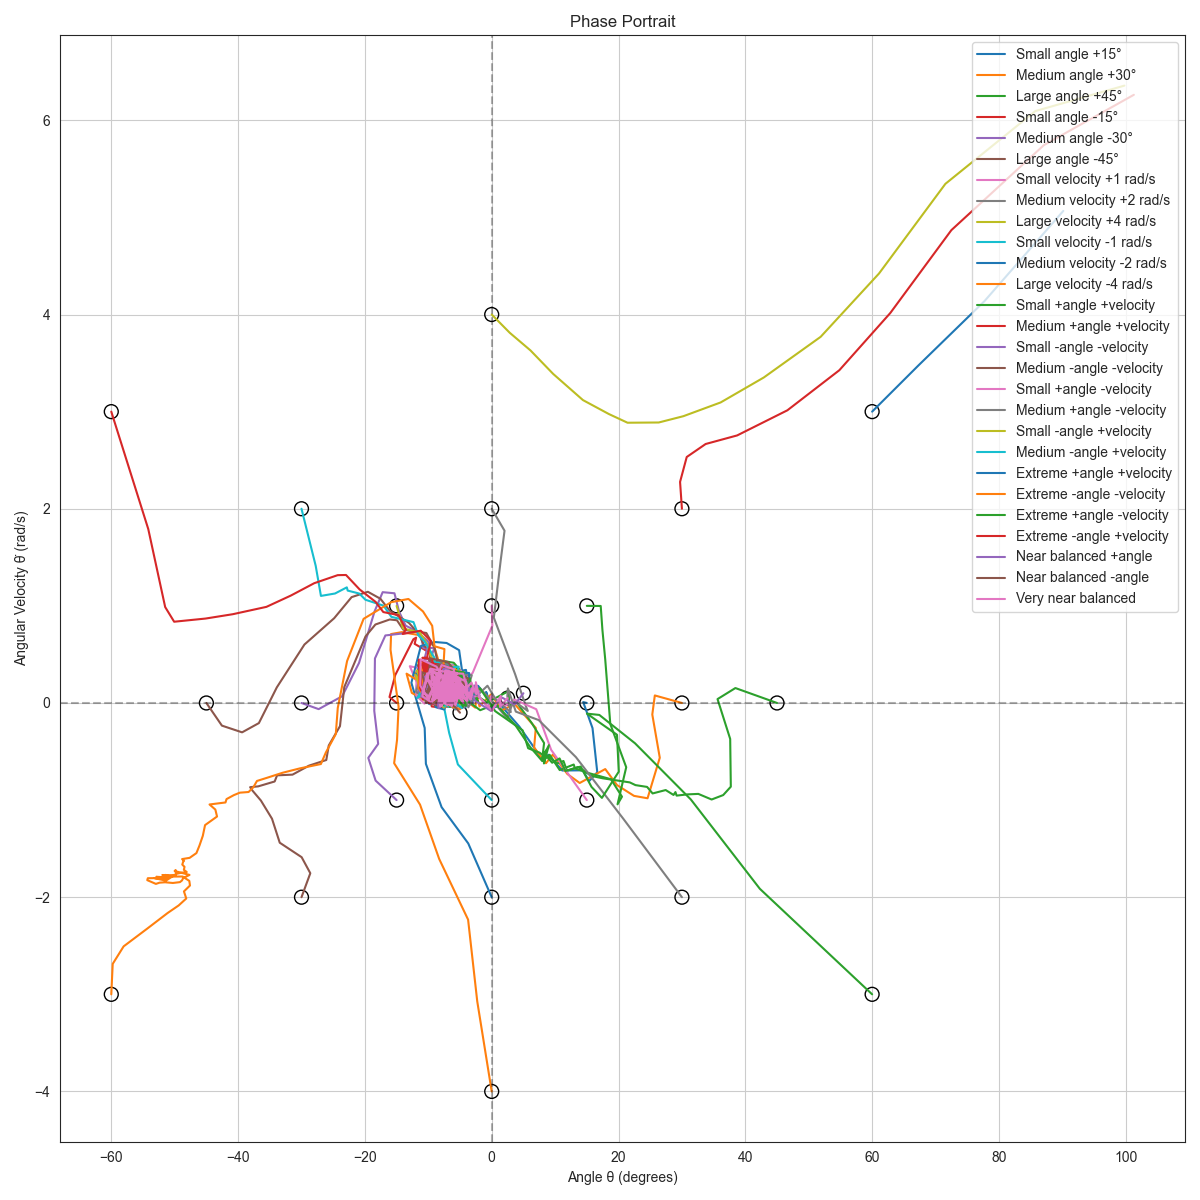 Phase Portrait
Angular Velocity θ̇ (rad/s)
6
4
2
0
−2
−4
−60
−40
−20
0
20
40
60
80
100
Angle θ (degrees)
Small angle +15°
Medium angle +30°
Large angle +45°
Small angle -15°
Medium angle -30°
Large angle -45°
Small velocity +1 rad/s
Medium velocity +2 rad/s
Large velocity +4 rad/s
Small velocity -1 rad/s
Medium velocity -2 rad/s
Large velocity -4 rad/s
Small +angle +velocity
Medium +angle +velocity
Small -angle -velocity
Medium -angle -velocity
Small +angle -velocity
Medium +angle -velocity
Small -angle +velocity
Medium -angle +velocity
Extreme +angle +velocity
Extreme -angle -velocity
Extreme +angle -velocity
Extreme -angle +velocity
Near balanced +angle
Near balanced -angle
Very near balanced